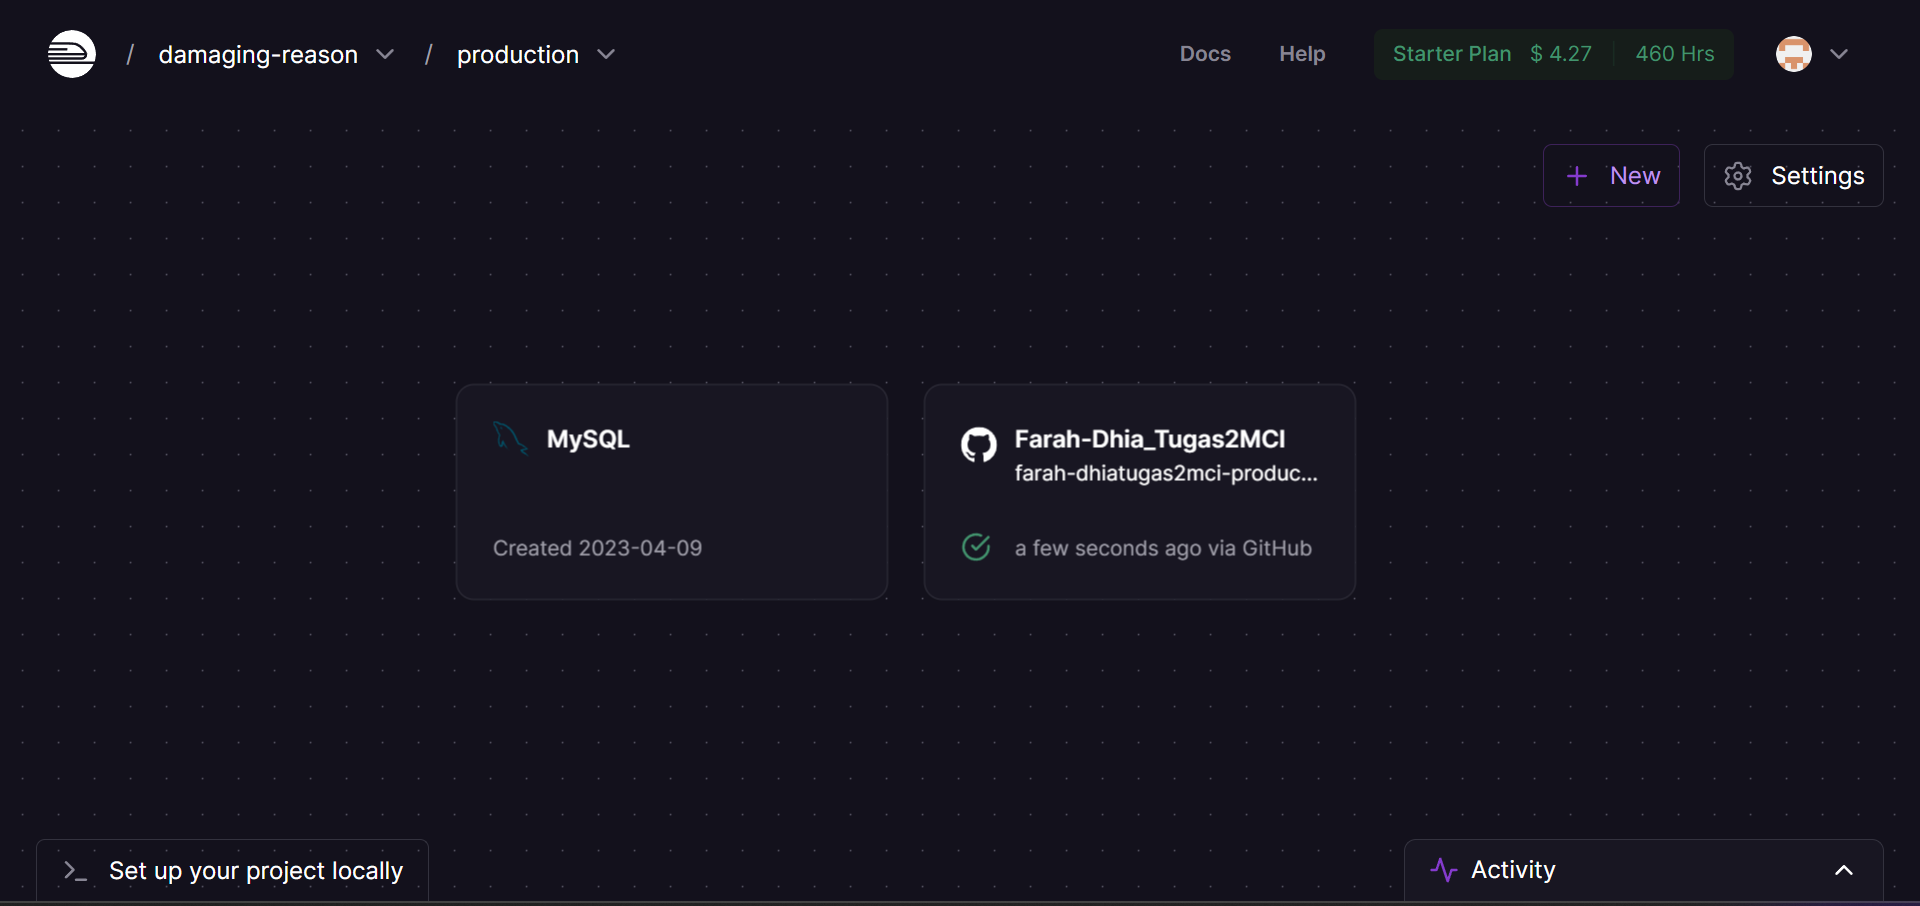 / damaging-reason / production
Docs Help Starter Plan $ 4.27 460 Hrs
+ New Settings
MySQL
Created 2023-04-09
Farah-Dhia_Tugas2MCI
farah-dhiatugas2mci-produc...
a few seconds ago via GitHub
>_ Set up your project locally
Activity